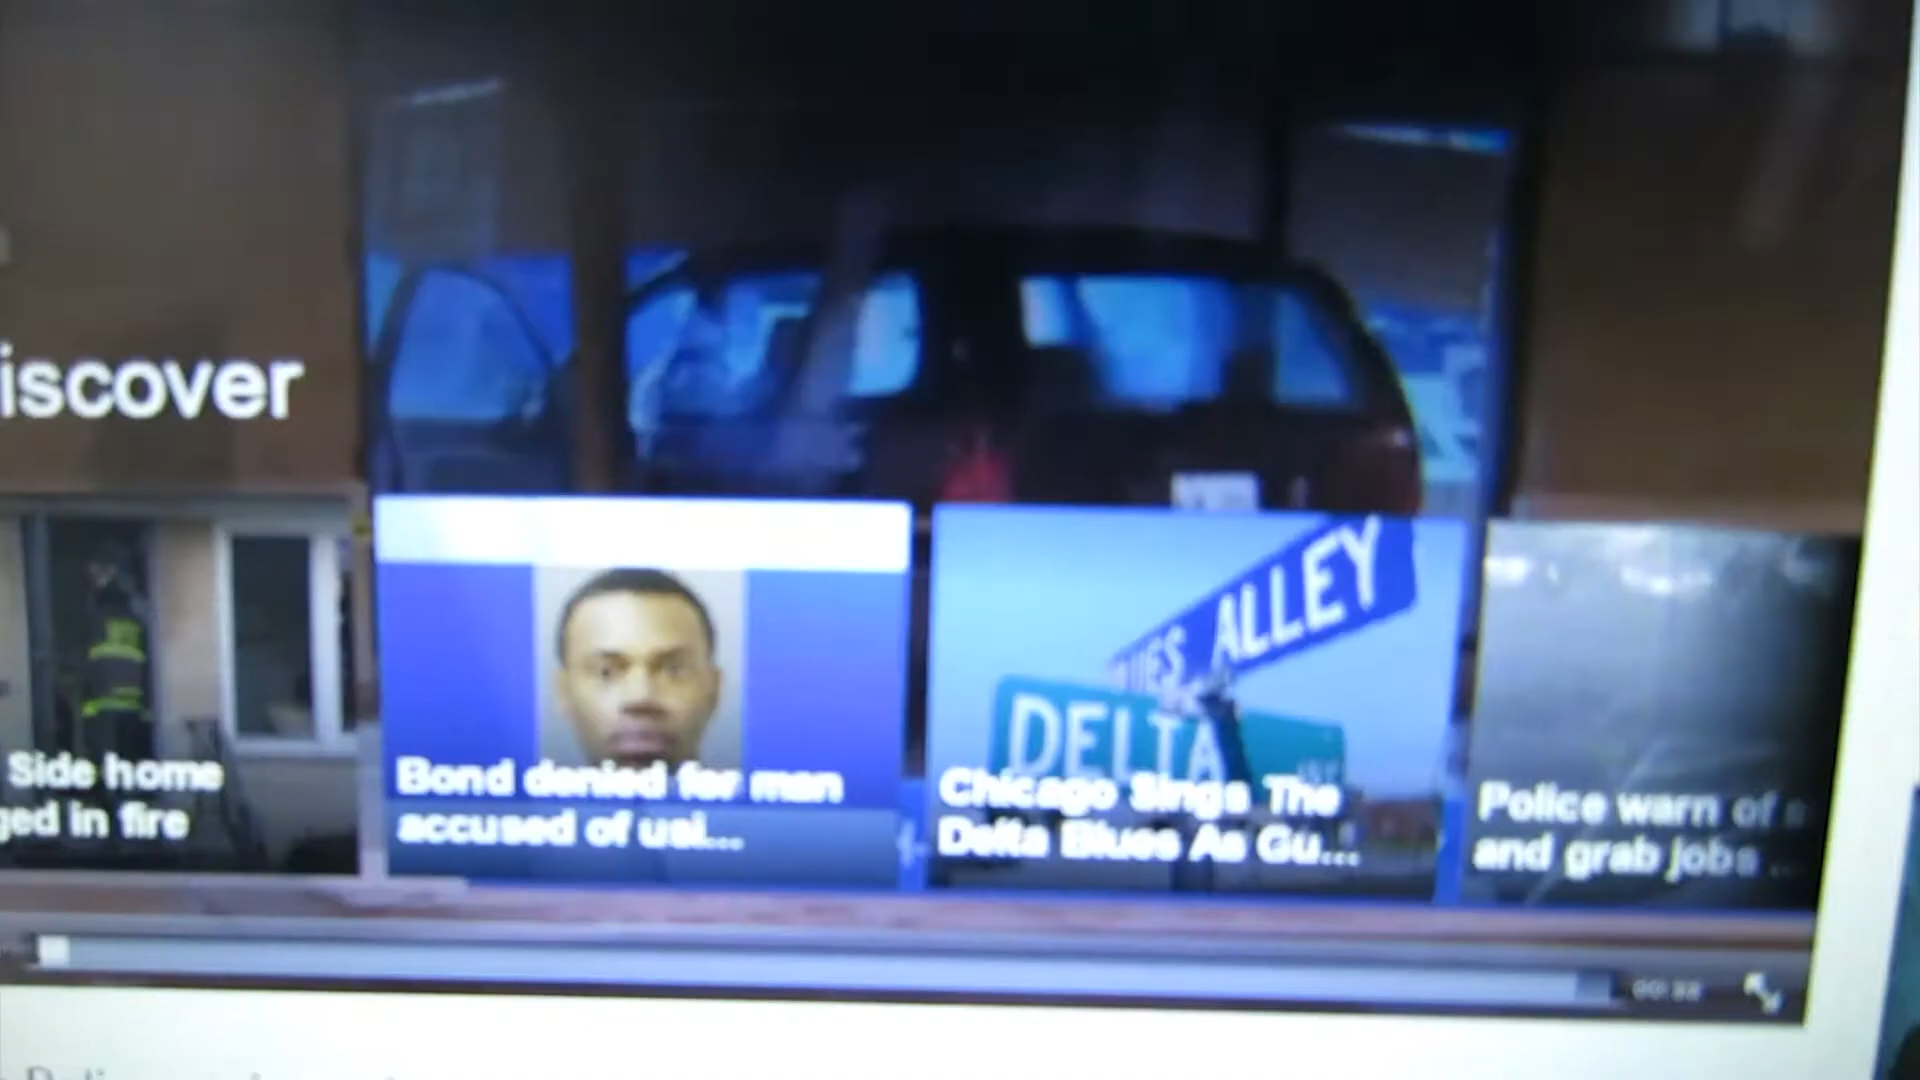 iscover
Side home
ged in fire
Bond denied for man
accused of usi...
ALLEY
DELTA
Chicago Sings The
Delta Blues As Gu...
Police warn of
and grab jobs ...